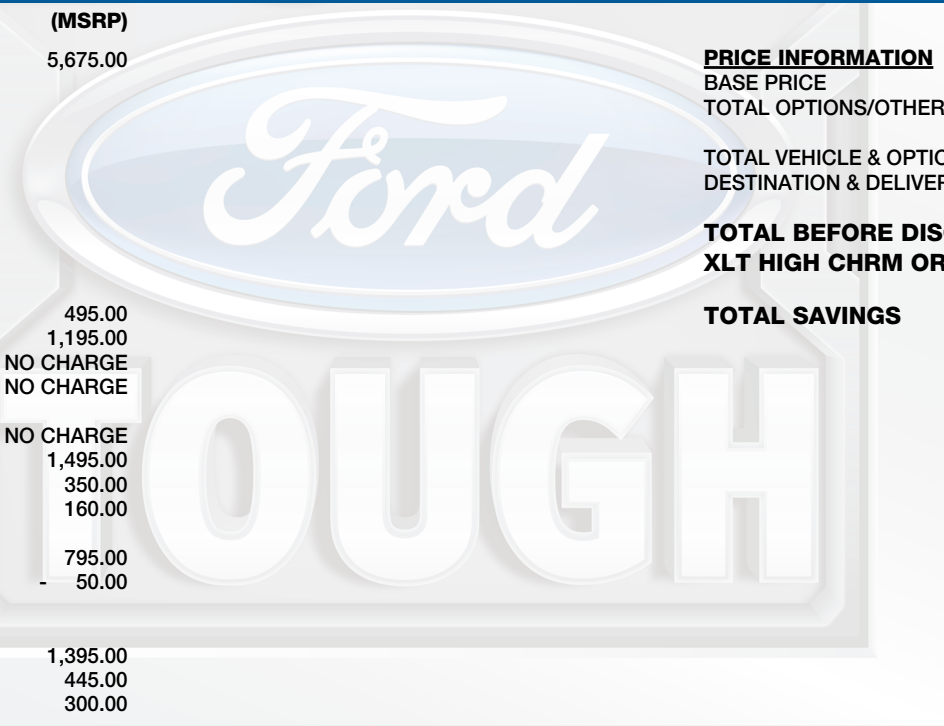 (MSRP)
5,675.00
495.00
1,195.00
NO CHARGE
NO CHARGE
NO CHARGE
1,495.00
350.00
160.00
795.00
- 50.00
1,395.00
445.00
300.00
PRICE INFORMATION
BASE PRICE
TOTAL OPTIONS/OTHER
TOTAL VEHICLE & OPTIO
DESTINATION & DELIVER
TOTAL BEFORE DIS
XLT HIGH CHRM OR
TOTAL SAVINGS
Ford
TOUGH